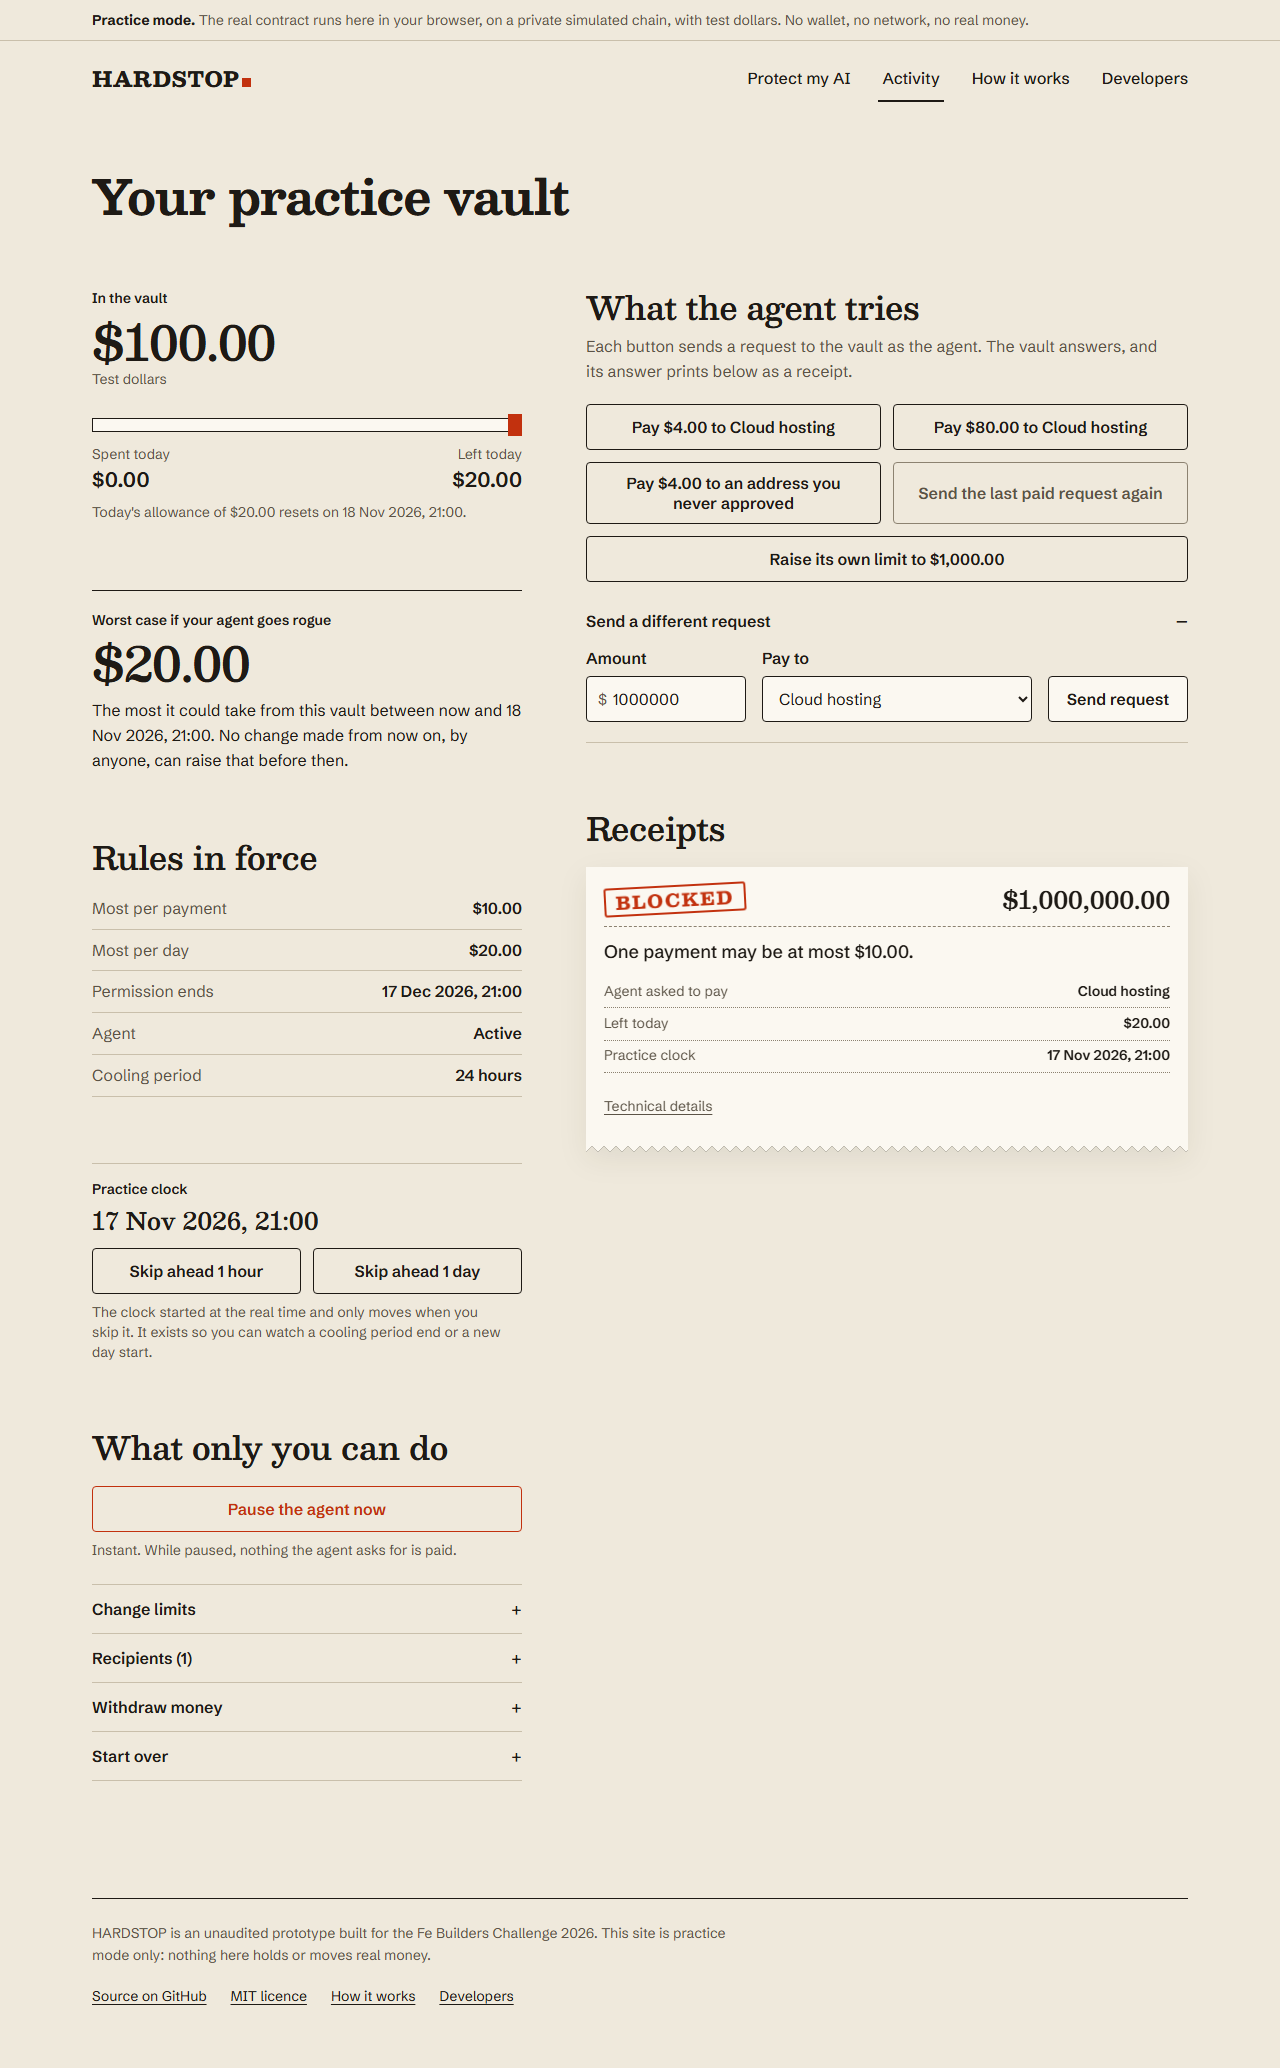 Practice mode. The real contract runs here in your browser, on a private simulated chain, with test dollars. No wallet, no network, no real money.
HARDSTOP
Protect my AI
Activity
How it works
Developers
Your practice vault
In the vault
$100.00
Test dollars
Spent today
Left today
$0.00
$20.00
Today's allowance of $20.00 resets on 18 Nov 2026, 21:00.
Worst case if your agent goes rogue
$20.00
The most it could take from this vault between now and 18
Nov 2026, 21:00. No change made from now on, by
anyone, can raise that before then.
Rules in force
Most per payment
$10.00
Most per day
$20.00
Permission ends
17 Dec 2026, 21:00
Agent
Active
Cooling period
24 hours
Practice clock
17 Nov 2026, 21:00
Skip ahead 1 hour
Skip ahead 1 day
The clock started at the real time and only moves when you
skip it. It exists so you can watch a cooling period end or a new
day start.
What only you can do
Pause the agent now
Instant. While paused, nothing the agent asks for is paid.
Change limits
+
Recipients (1)
+
Withdraw money
+
Start over
+
What the agent tries
Each button sends a request to the vault as the agent. The vault answers, and
its answer prints below as a receipt.
Pay $4.00 to Cloud hosting
Pay $80.00 to Cloud hosting
Pay $4.00 to an address you
never approved
Send the last paid request again
Raise its own limit to $1,000.00
Send a different request
−
Amount
Pay to
$ 1000000
Cloud hosting
Send request
Receipts
BLOCKED
$1,000,000.00
One payment may be at most $10.00.
Agent asked to pay
Cloud hosting
Left today
$20.00
Practice clock
17 Nov 2026, 21:00
Technical details
HARDSTOP is an unaudited prototype built for the Fe Builders Challenge 2026. This site is practice
mode only: nothing here holds or moves real money.
Source on GitHub
MIT licence
How it works
Developers